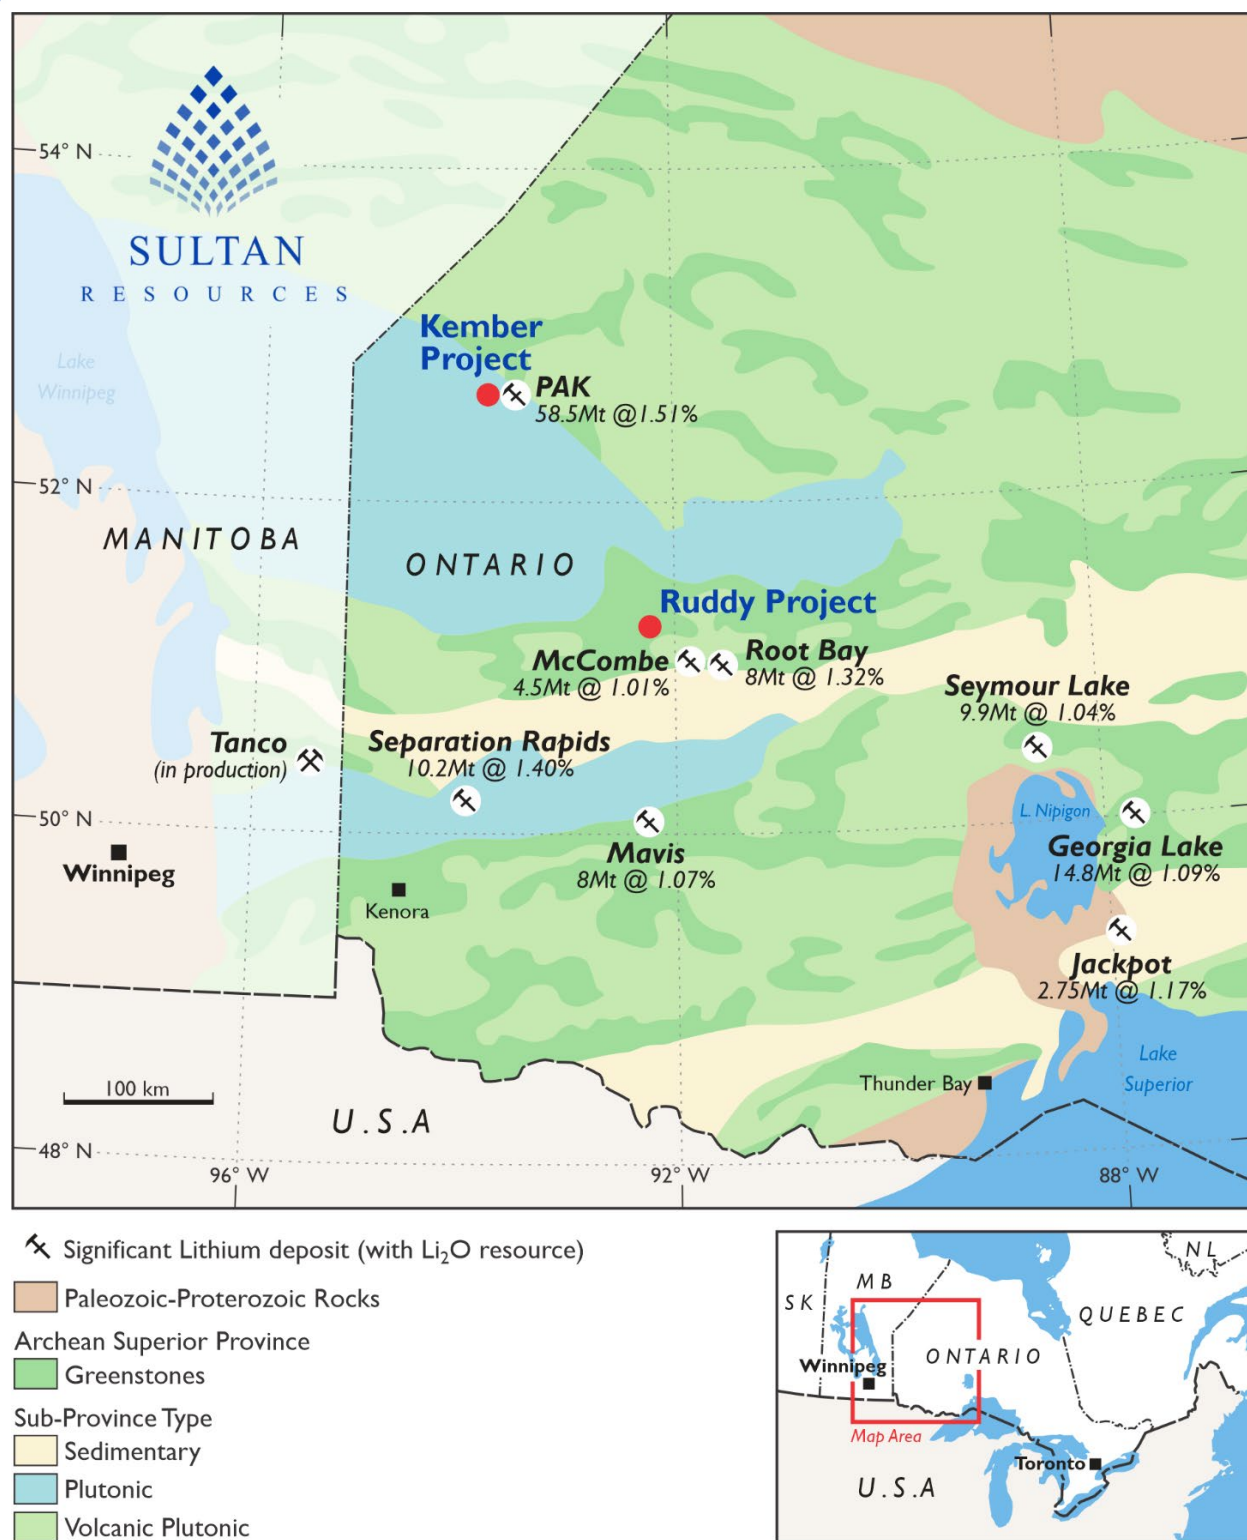 54° N
SULTAN
RESOURCES
Lake
Winnipeg
Kember
Project
PAK
58.5Mt @1.51%
52° N
MANITOBA
ONTARIO
Ruddy Project
McCombe
4.5Mt @ 1.01%
Root Bay
8Mt @ 1.32%
Seymour Lake
9.9Mt @ 1.04%
Tanco
(in production)
Separation Rapids
10.2Mt @ 1.40%
50° N
L. Nipigon
Winnipeg
Mavis
8Mt @ 1.07%
Georgia Lake
14.8Mt @ 1.09%
Kenora
Jackpot
2.75Mt @ 1.17%
100 km
U.S.A
Thunder Bay
Lake
Superior
48° N
96° W
92° W
88° W
Significant Lithium deposit (with Li₂O resource)
Paleozoic-Proterozoic Rocks
Archean Superior Province
Greenstones
Sub-Province Type
Sedimentary
Plutonic
Volcanic Plutonic
NL
MB
SK
QUEBEC
ONTARIO
Winnipeg
Map Area
Toronto
U.S.A